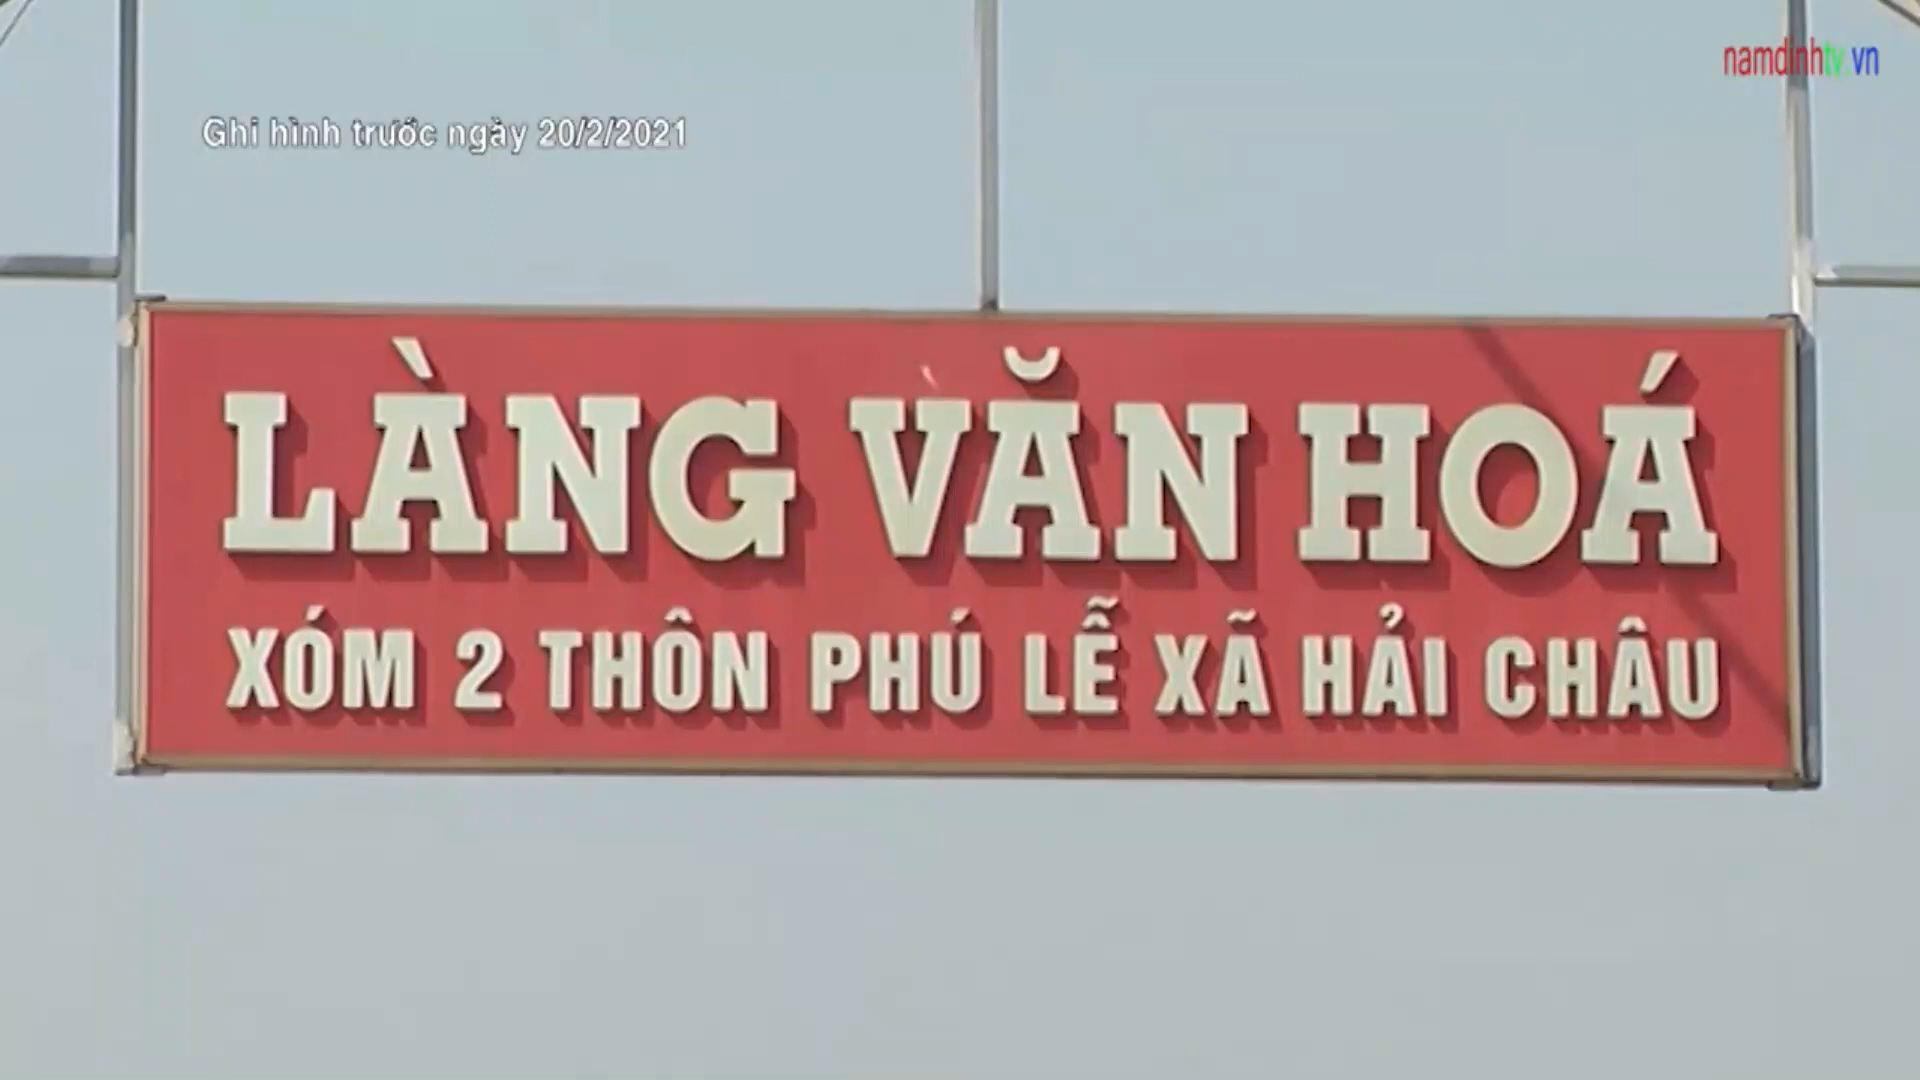 namdinhtv.vn
Ghi hình trước ngày 20/2/2021
LÀNG VĂN HOÁ
XÓM 2 THÔN PHÚ LỄ XÃ HẢI CHÂU